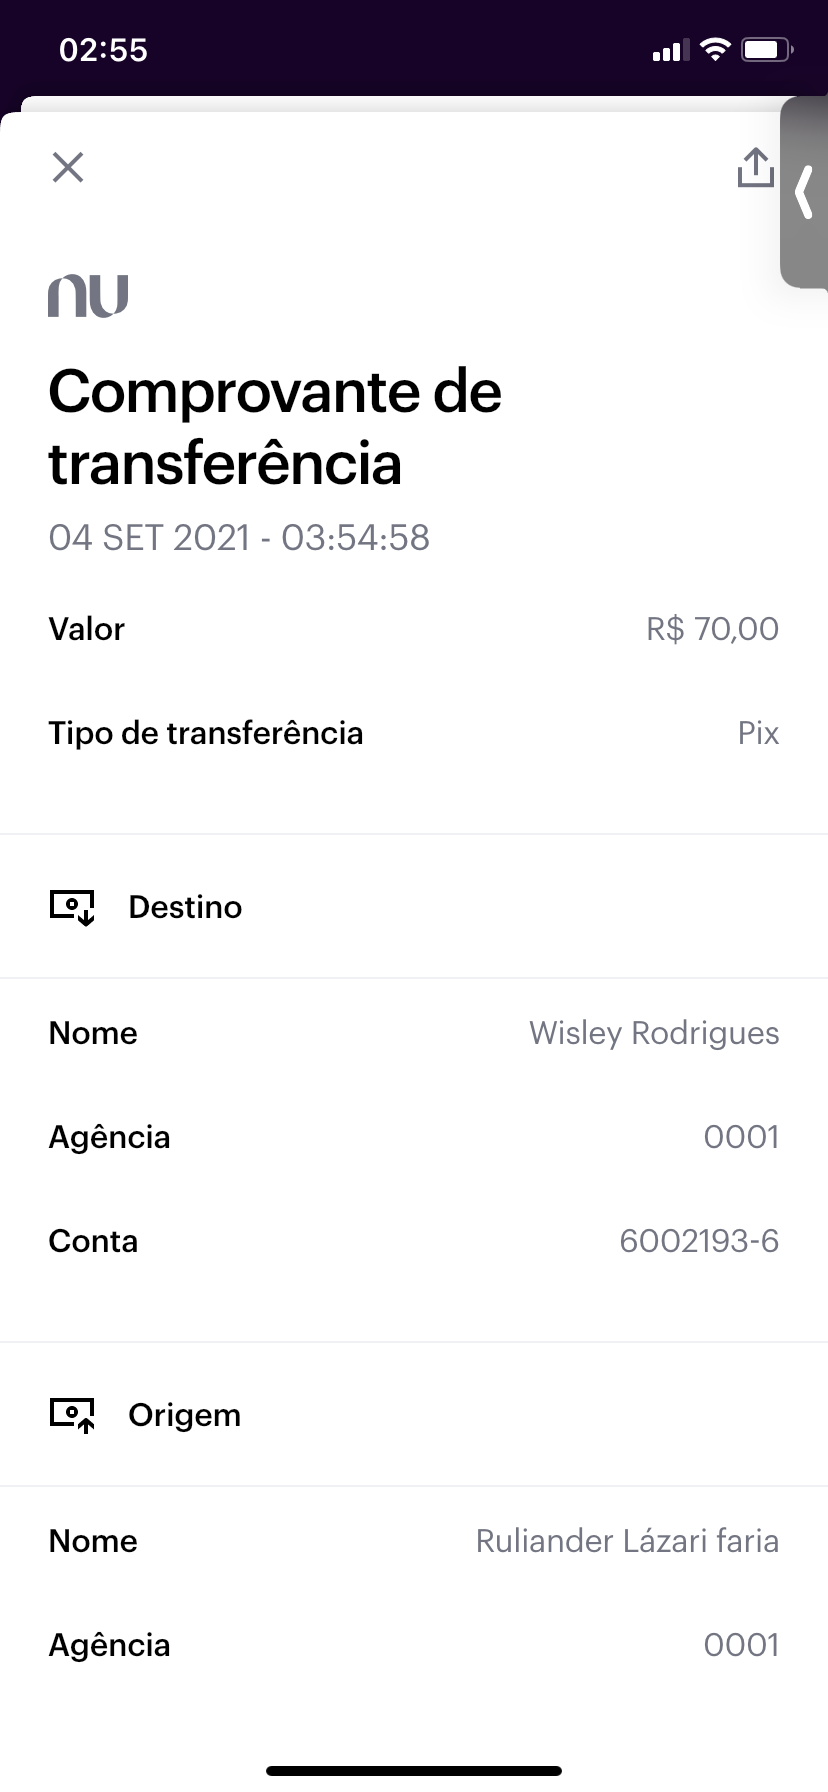 02:55
nu
Comprovante de
transferência
04 SET 2021 - 03:54:58
Valor R$ 70,00
Tipo de transferência Pix
Destino
Nome Wisley Rodrigues
Agência 0001
Conta 6002193-6
Origem
Nome Ruliander Lázari faria
Agência 0001